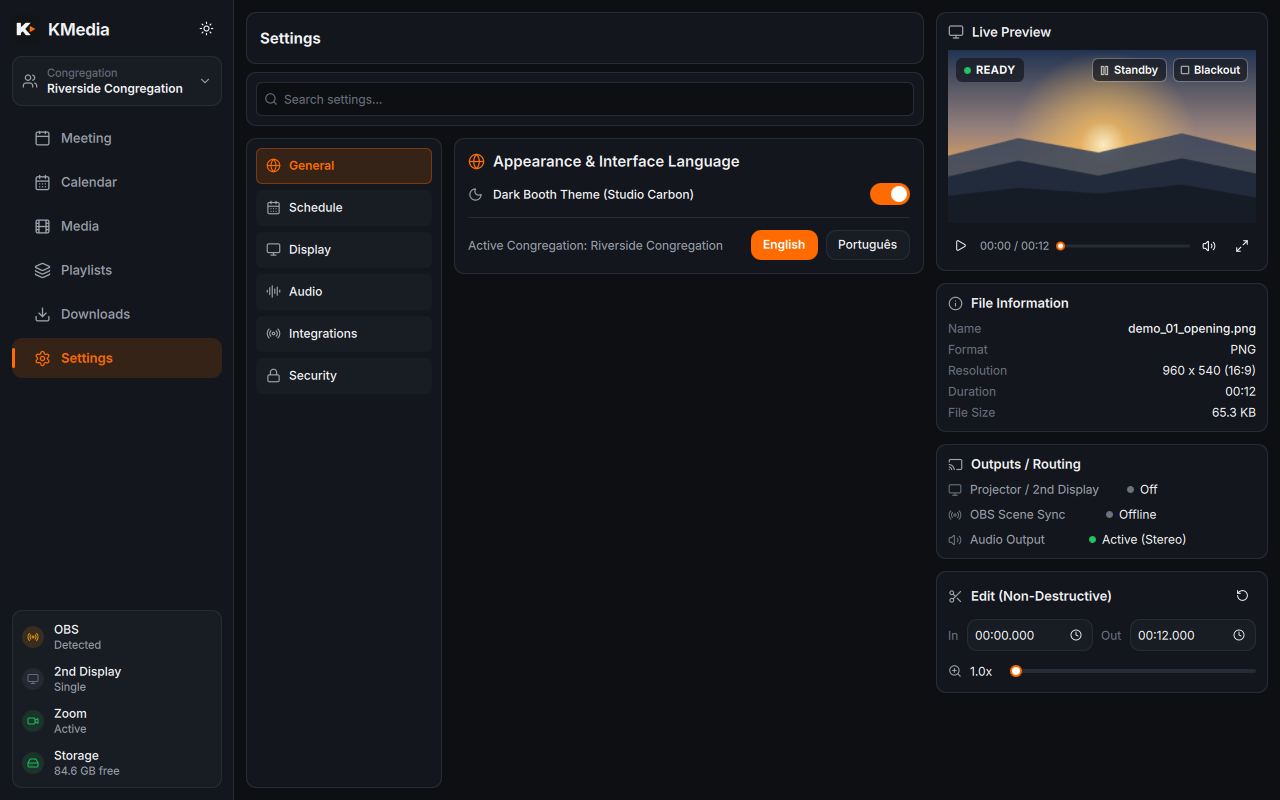 KMedia
Congregation
Riverside Congregation
Meeting
Calendar
Media
Playlists
Downloads
Settings
OBS
Detected
2nd Display
Single
Zoom
Active
Storage
84.6 GB free
Settings
Search settings...
General
Schedule
Display
Audio
Integrations
Security
Appearance & Interface Language
Dark Booth Theme (Studio Carbon)
Active Congregation: Riverside Congregation
English
Português
Live Preview
READY
Standby
Blackout
00:00 / 00:12
File Information
Name demo_01_opening.png
Format PNG
Resolution 960 x 540 (16:9)
Duration 00:12
File Size 65.3 KB
Outputs / Routing
Projector / 2nd Display Off
OBS Scene Sync Offline
Audio Output Active (Stereo)
Edit (Non-Destructive)
In 00:00.000 Out 00:12.000
1.0x